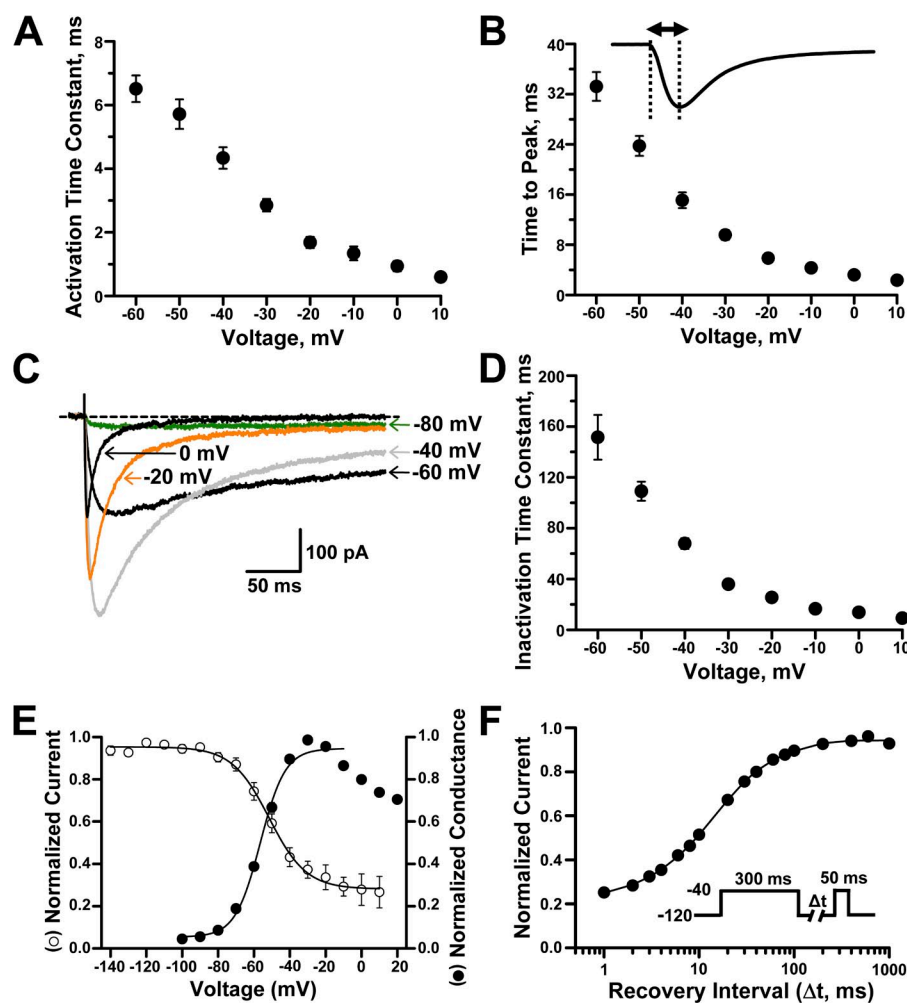 A
Activation Time Constant, ms
8
6
4
2
0
-60 -50 -40 -30 -20 -10 0 10
Voltage, mV
B
Time to Peak, ms
40
32
24
16
8
0
-60 -50 -40 -30 -20 -10 0 10
Voltage, mV
C
-80 mV
0 mV
-40 mV
-20 mV
-60 mV
100 pA
50 ms
D
Inactivation Time Constant, ms
200
160
120
80
40
0
-60 -50 -40 -30 -20 -10 0 10
Voltage, mV
E
(○) Normalized Current
1.0
0.8
0.6
0.4
0.2
0.0
1.0
0.8
0.6
0.4
0.2
0.0
(●) Normalized Conductance
-140 -120 -100 -80 -60 -40 -20 0 20
Voltage (mV)
F
Normalized Current
1.0
0.8
0.6
0.4
0.2
0.0
300 ms
50 ms
-40
Δt
-120
1 10 100 1000
Recovery Interval (Δt, ms)